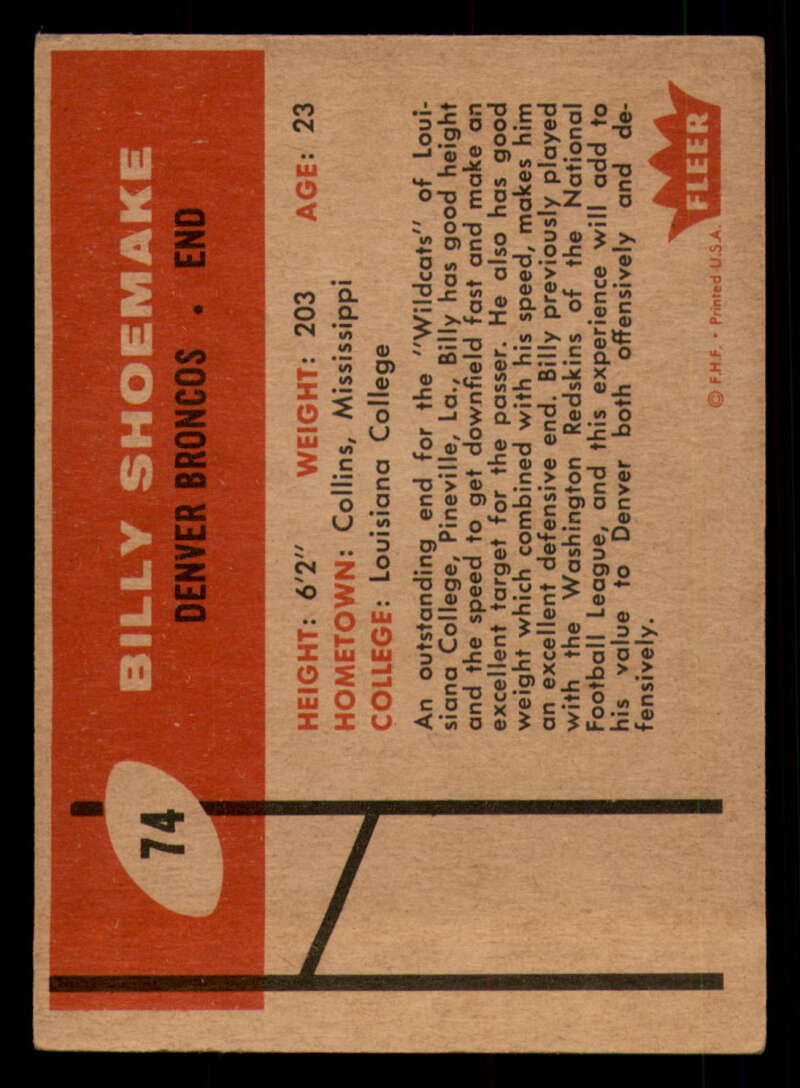 74
BILLY SHOEMAKE
DENVER BRONCOS • END
HEIGHT: 6'2" WEIGHT: 203 AGE: 23
HOMETOWN: Collins, Mississippi
COLLEGE: Louisiana College
An outstanding end for the "Wildcats" of Loui-
siana College, Pineville, La., Billy has good height
and the speed to get downfield fast and make an
excellent target for the passer. He also has good
weight which combined with his speed, makes him
an excellent defensive end. Billy previously played
with the Washington Redskins of the National
Football League, and this experience will add to
his value to Denver both offensively and de-
fensively.
FLEER
© F.H.F. • Printed U.S.A.